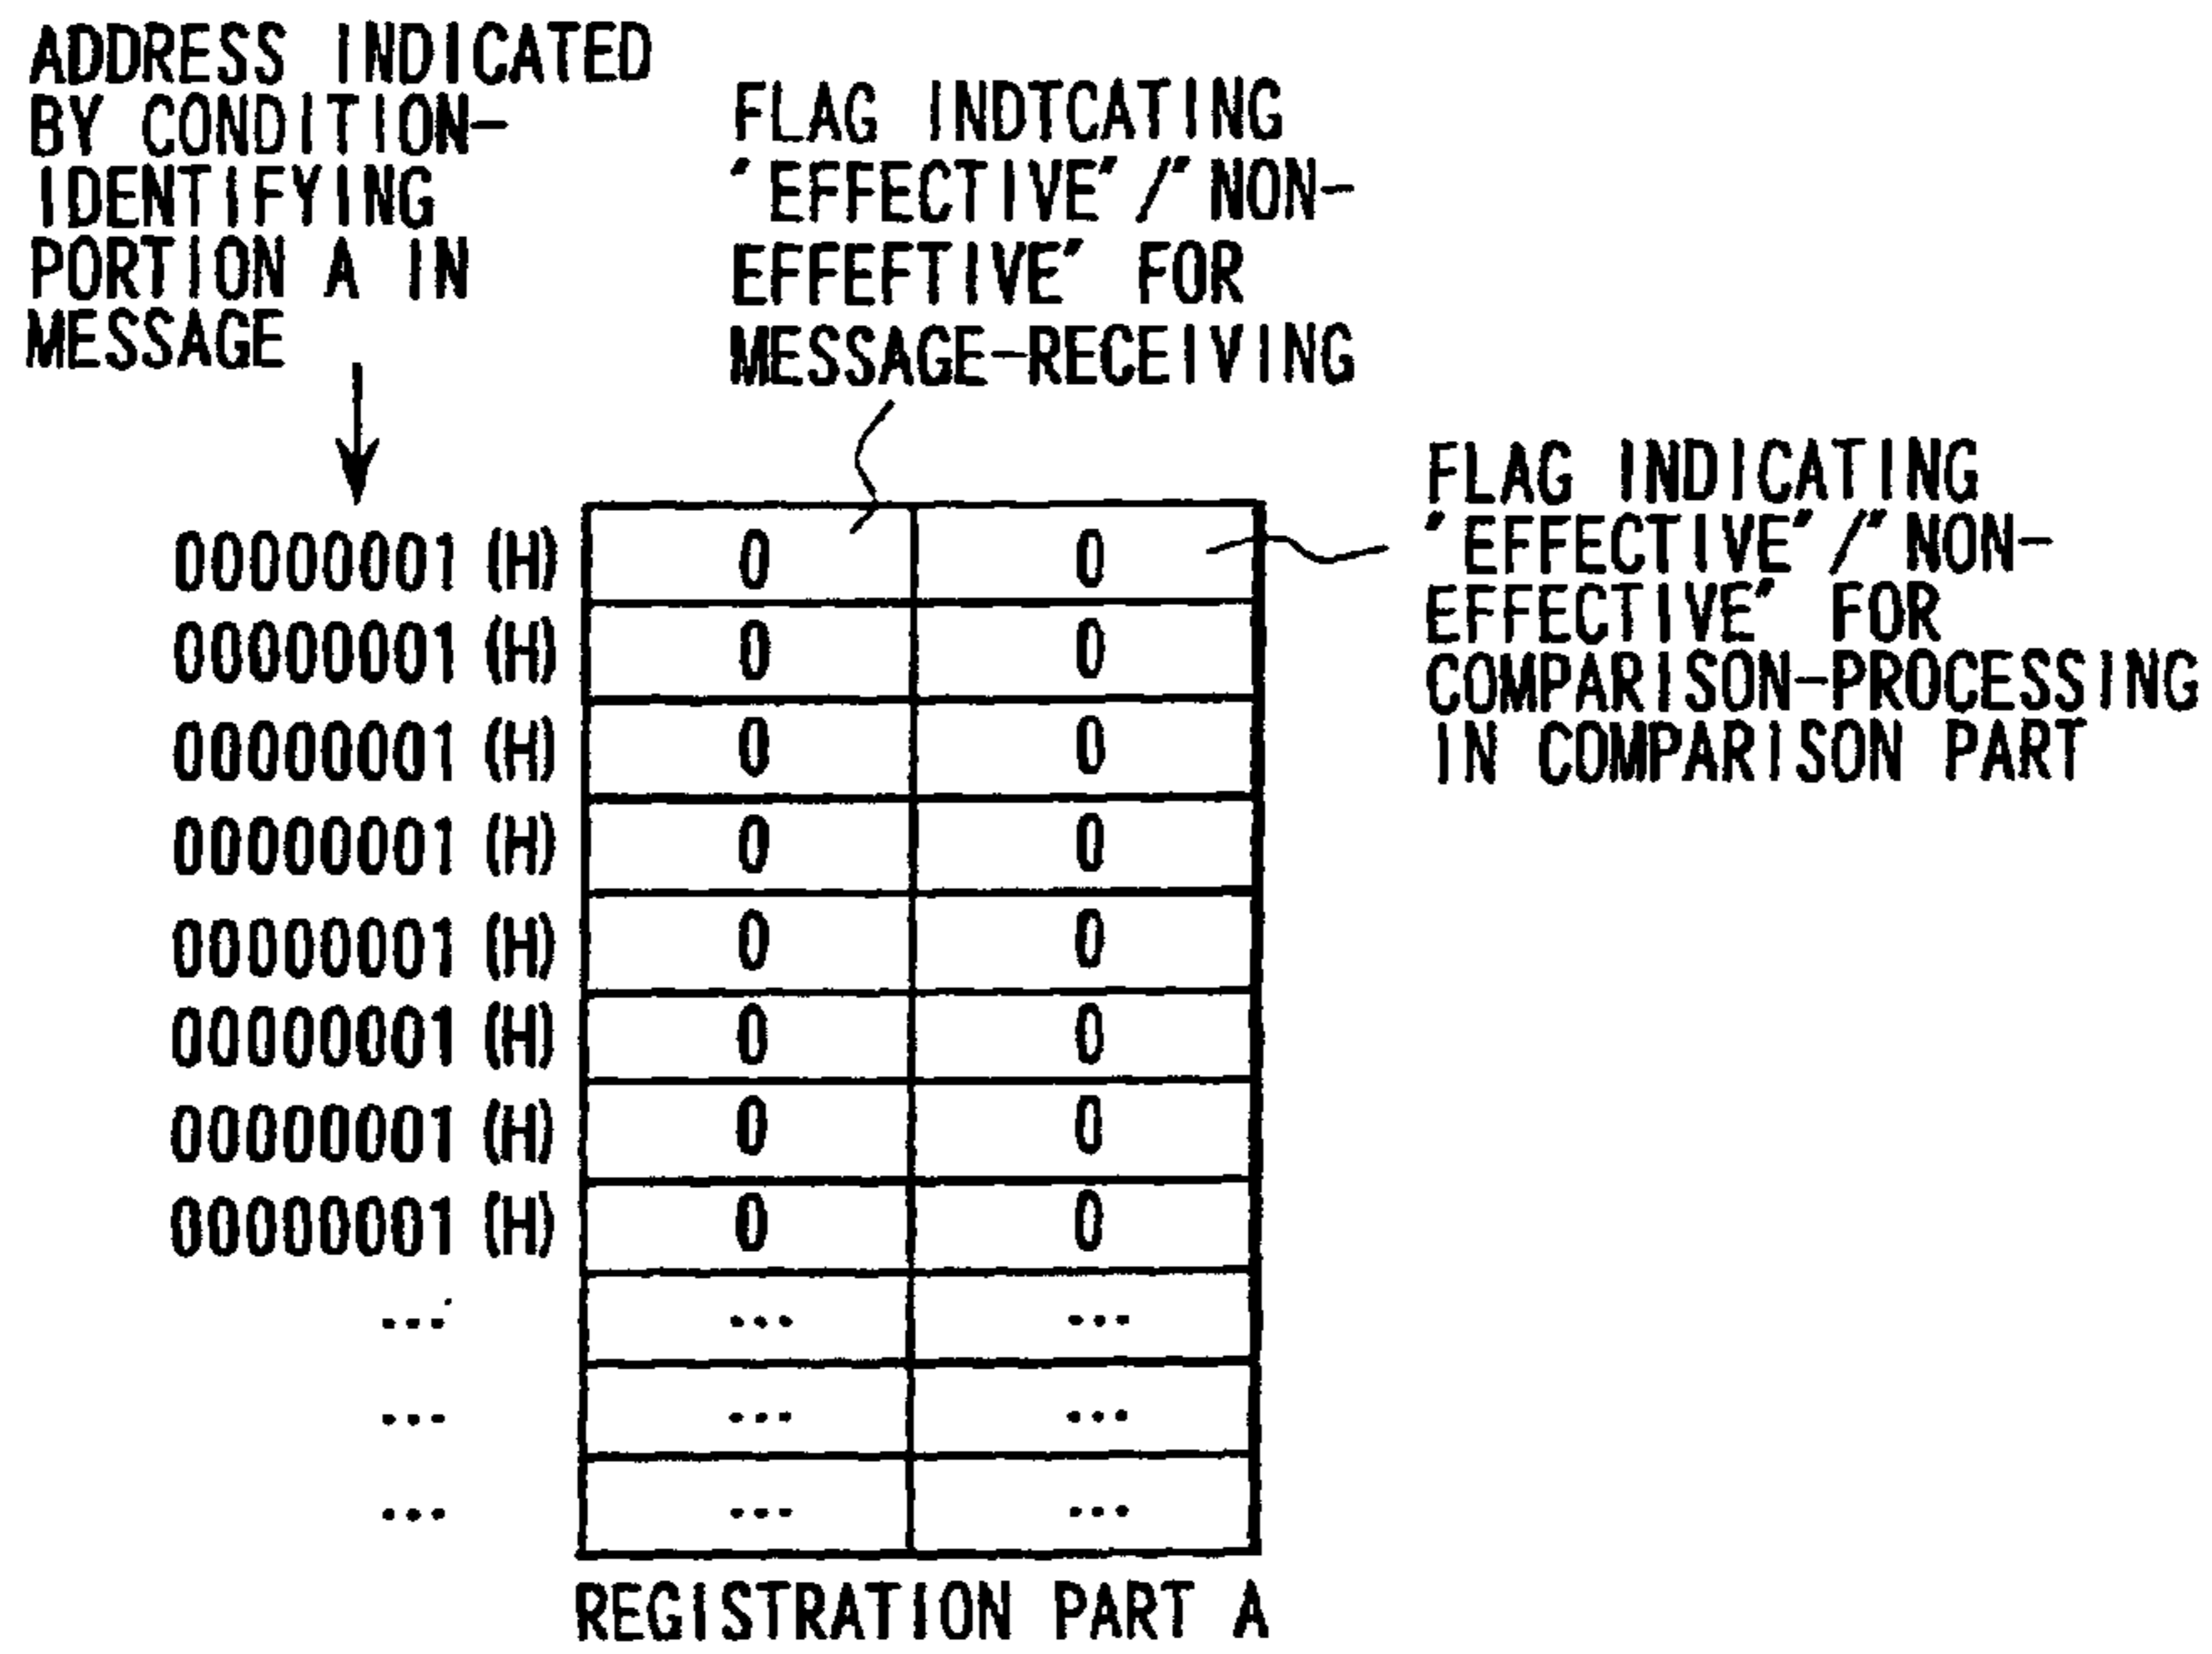 ADDRESS INDICATED
BY CONDITION-
IDENTIFYING
PORTION A IN
MESSAGE
FLAG INDTCATING
'EFFECTIVE'/'NON-
EFFEFTIVE' FOR
MESSAGE-RECEIVING
FLAG INDICATING
'EFFECTIVE'/'NON-
EFFECTIVE' FOR
COMPARISON-PROCESSING
IN COMPARISON PART
00000001 (H) 0 0
00000001 (H) 0 0
00000001 (H) 0 0
00000001 (H) 0 0
00000001 (H) 0 0
00000001 (H) 0 0
00000001 (H) 0 0
00000001 (H) 0 0
... ... ...
... ... ...
... ... ...
REGISTRATION PART A